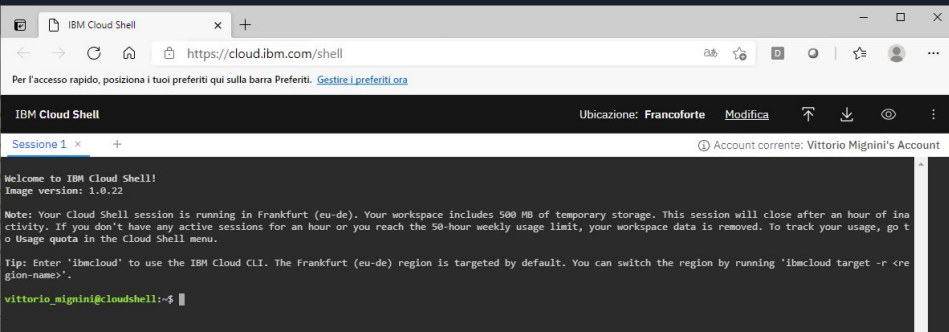 IBM Cloud Shell
https://cloud.ibm.com/shell
Per l'accesso rapido, posiziona i tuoi preferiti qui sulla barra Preferiti. Gestire i preferiti ora
IBM Cloud Shell Ubicazione: Francoforte Modifica
Sessione 1 × + Account corrente: Vittorio Mignini's Account
Welcome to IBM Cloud Shell!
Image version: 1.0.22
Note: Your Cloud Shell session is running in Frankfurt (eu-de). Your workspace includes 500 MB of temporary storage. This session will close after an hour of ina
ctivity. If you don't have any active sessions for an hour or you reach the 50-hour weekly usage limit, your workspace data is removed. To track your usage, go t
o Usage quota in the Cloud Shell menu.
Tip: Enter 'ibmcloud' to use the IBM Cloud CLI. The Frankfurt (eu-de) region is targeted by default. You can switch the region by running 'ibmcloud target -r <re
gion-name>'.
vittorio_mignini@cloudshell:~$